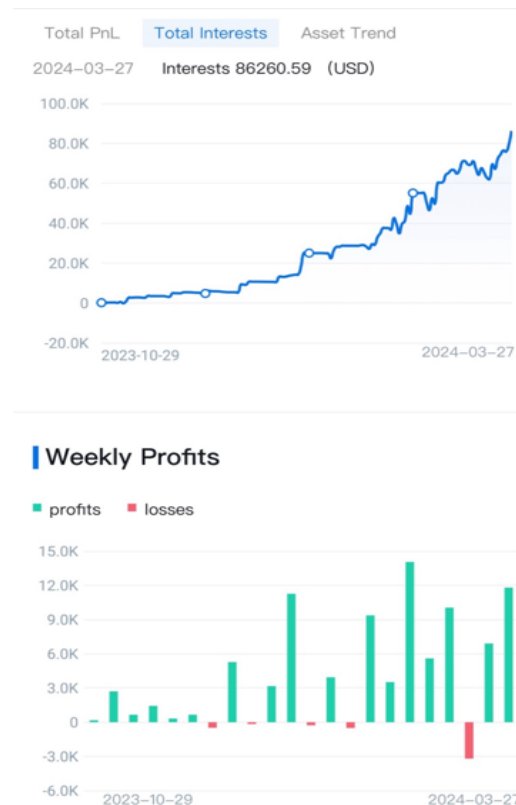 Total PnL Total Interests Asset Trend
2024-03-27 Interests 86260.59 (USD)
100.0K
80.0K
60.0K
40.0K
20.0K
0
-20.0K
2023-10-29 2024-03-27
Weekly Profits
profits losses
15.0K
12.0K
9.0K
6.0K
3.0K
0
-3.0K
-6.0K
2023-10-29 2024-03-27